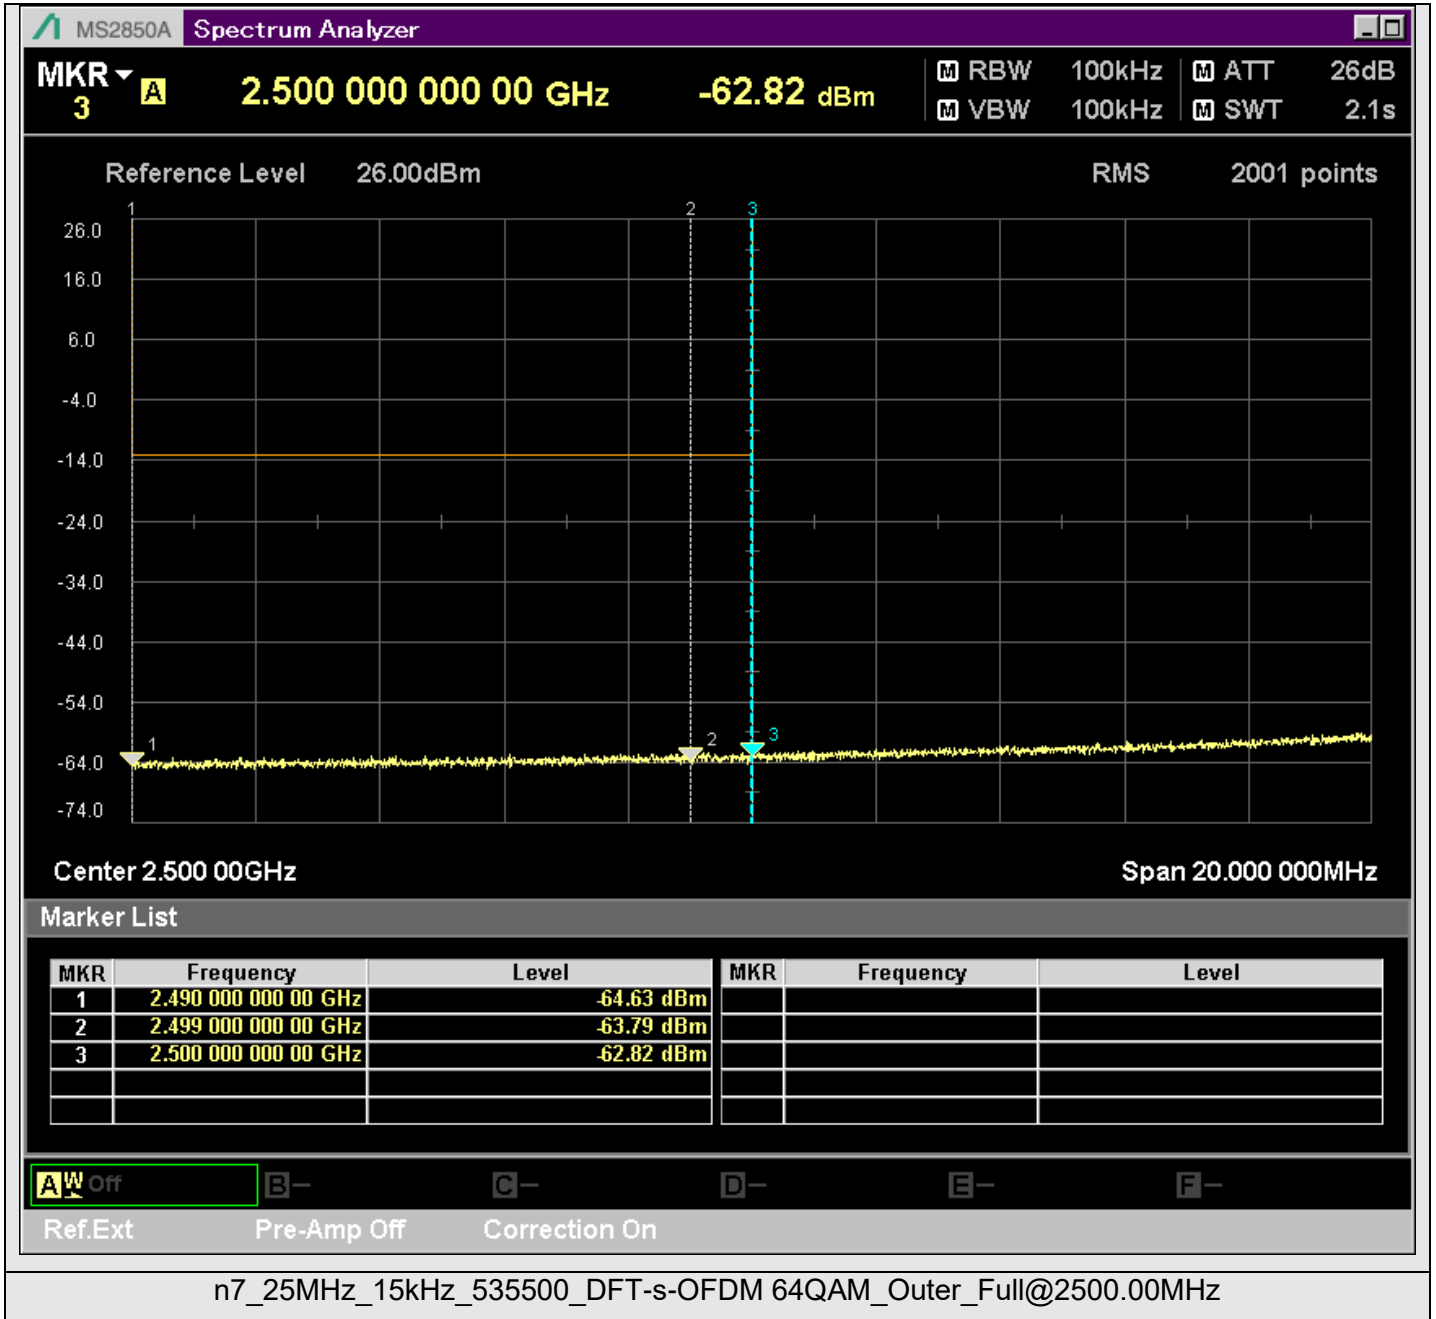 MS2850A Spectrum Analyzer
MKR A 2.500 000 000 00 GHz -62.82 dBm M RBW 100kHz M ATT 26dB
3 M VBW 100kHz M SWT 2.1s
Reference Level 26.00dBm RMS 2001 points
1 2 3
26.0
16.0
6.0
-4.0
-14.0
-24.0
-34.0
-44.0
-54.0
1 2 3
-64.0
-74.0
Center 2.500 00GHz Span 20.000 000MHz
Marker List
MKR Frequency Level MKR Frequency Level
1 2.490 000 000 00 GHz -64.63 dBm
2 2.499 000 000 00 GHz -63.79 dBm
3 2.500 000 000 00 GHz -62.82 dBm
A W Off B- C- D- E- F-
Ref.Ext Pre-Amp Off Correction On
n7_25MHz_15kHz_535500_DFT-s-OFDM 64QAM_Outer_Full@2500.00MHz